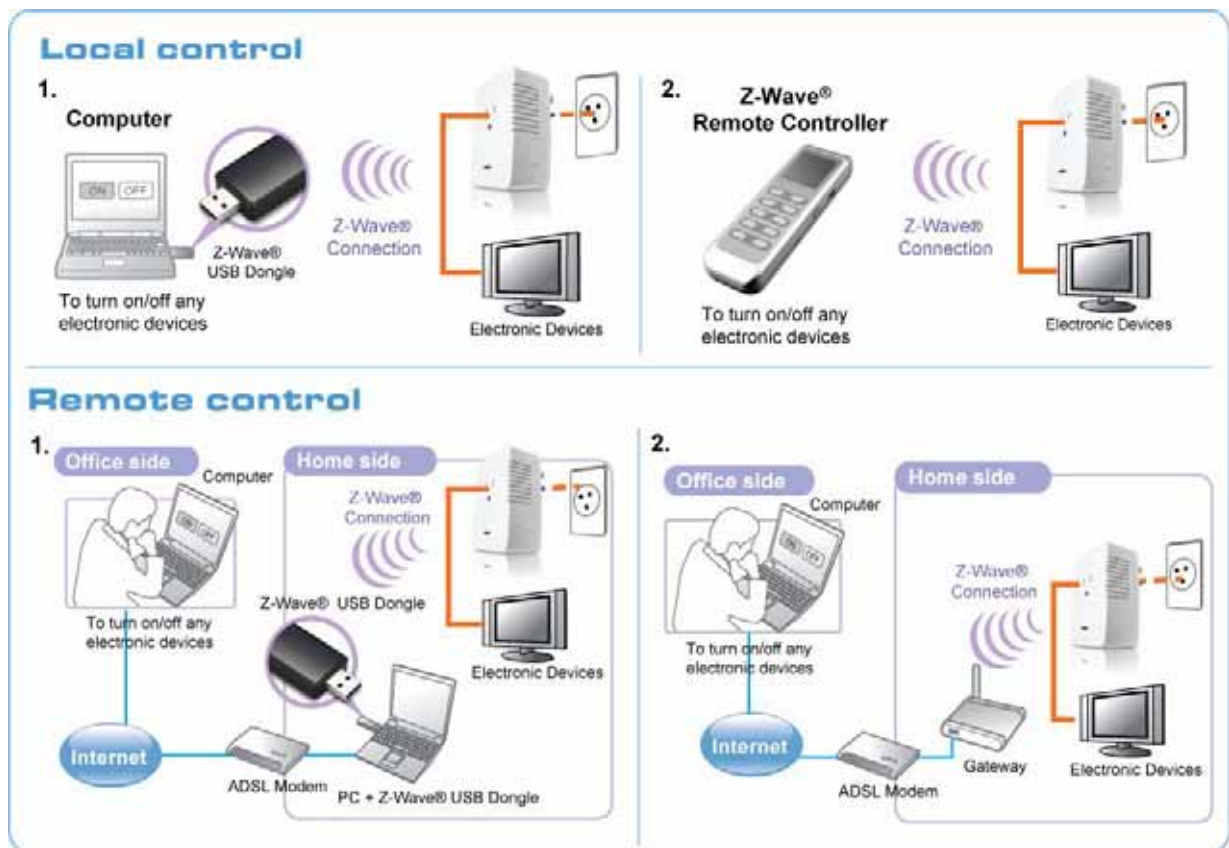 Local control
1.
Computer
ON OFF
Z-Wave®
USB Dongle
To turn on/off any
electronic devices
Z-Wave®
Connection
Electronic Devices
2.
Z-Wave®
Remote Controller
To turn on/off any
electronic devices
Z-Wave®
Connection
Electronic Devices
Remote control
1.
Office side
Computer
ON OFF
To turn on/off any
electronic devices
Internet
ADSL Modem
Home side
Z-Wave®
Connection
Z-Wave® USB Dongle
PC + Z-Wave® USB Dongle
Electronic Devices
2.
Office side
Computer
ON OFF
To turn on/off any
electronic devices
Internet
ADSL Modem
Home side
Z-Wave®
Connection
Gateway
Electronic Devices